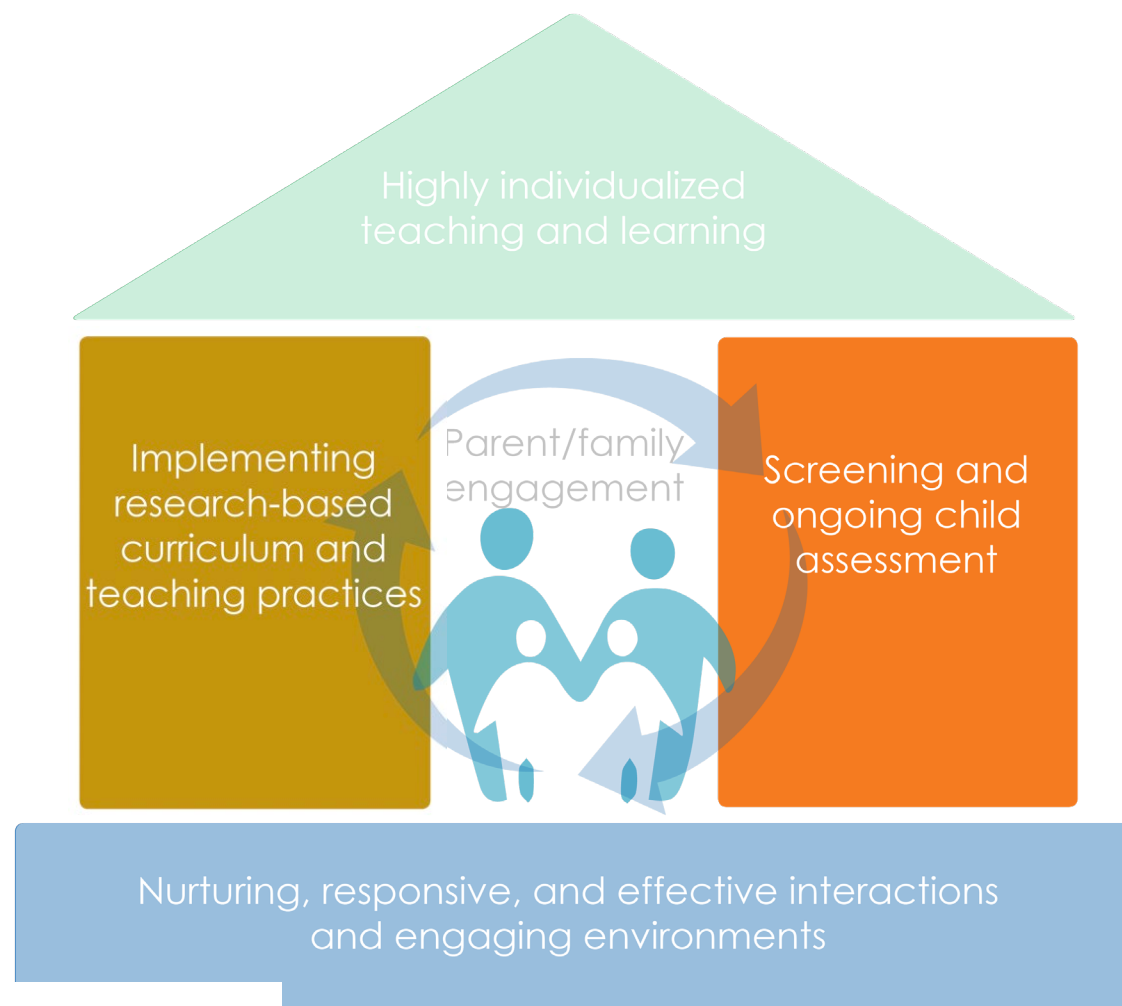 Highly individualized
teaching and learning
Implementing
research-based
curriculum and
teaching practices
Parent/family
engagement
Screening and
ongoing child
assessment
Nurturing, responsive, and effective interactions
and engaging environments